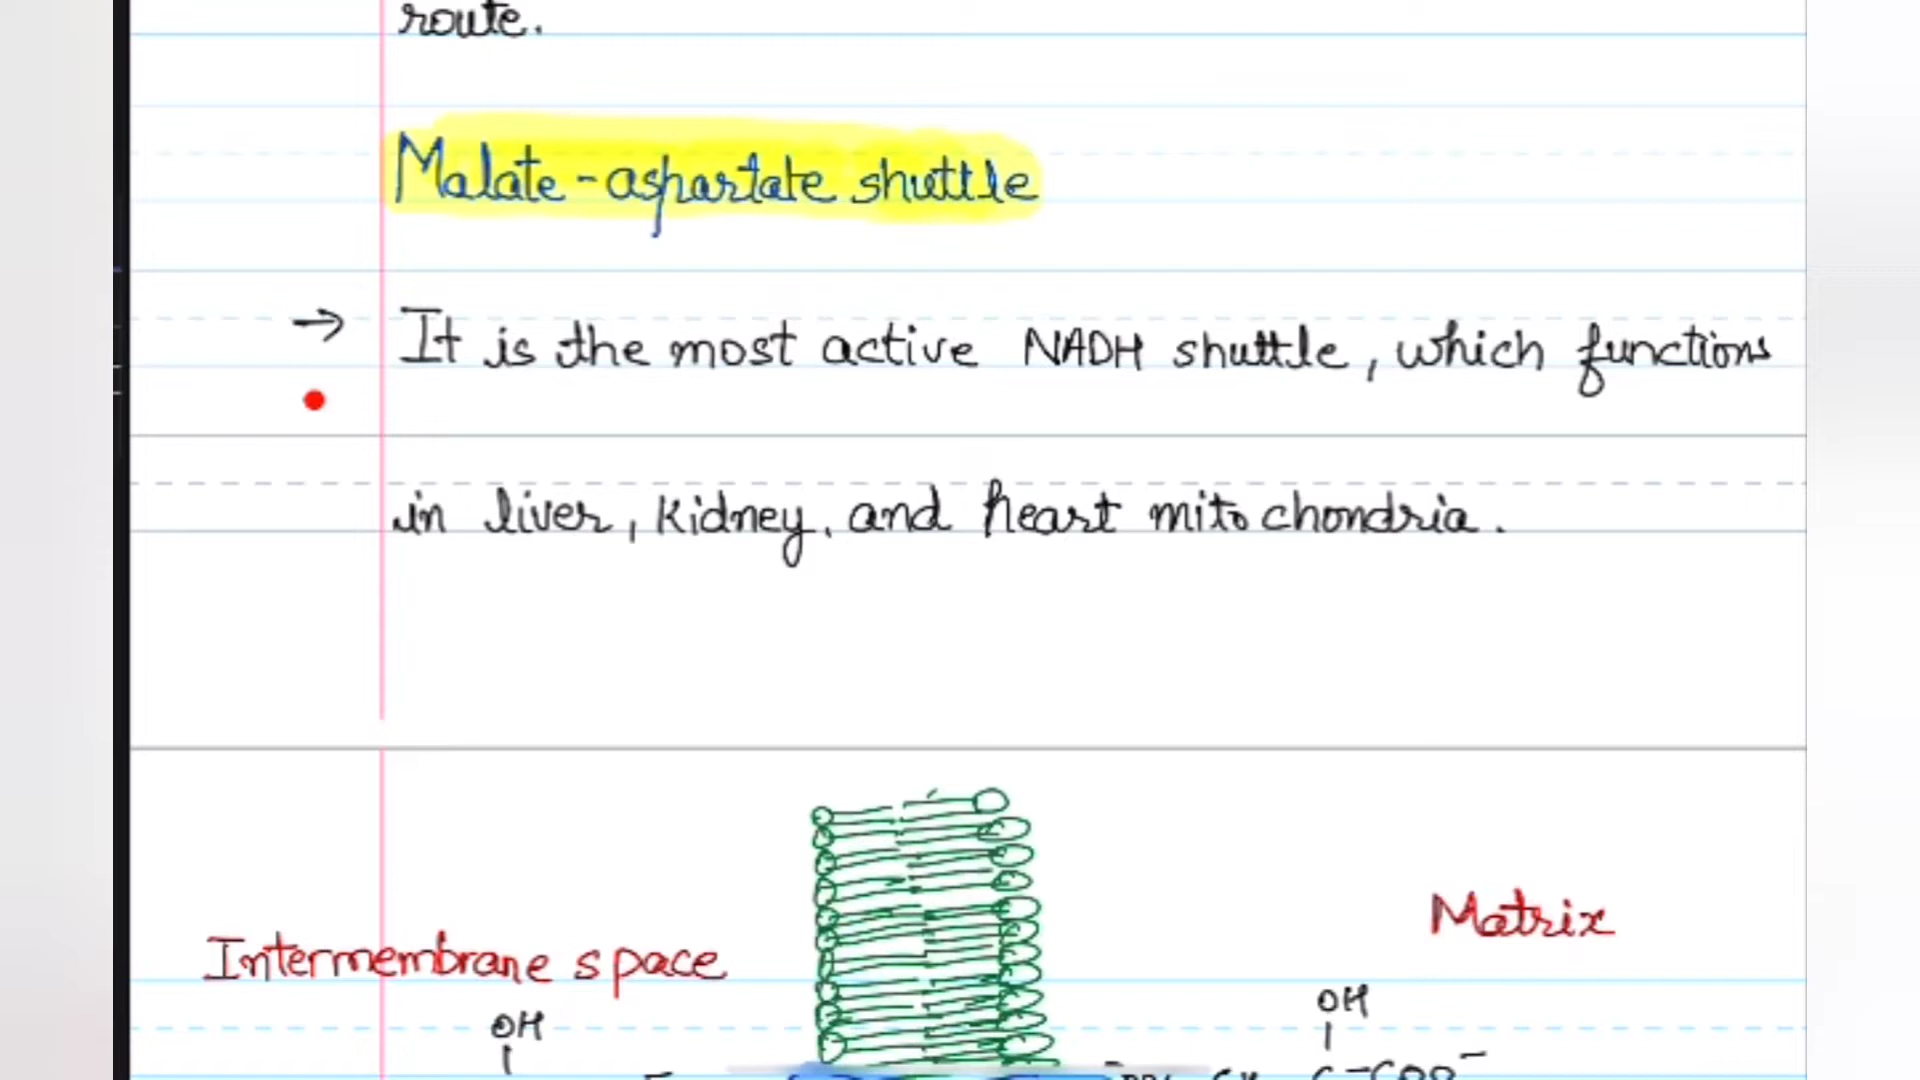 route.
Malate-aspartate shuttle
→ It is the most active NADH shuttle, which functions
in liver, kidney, and heart mitochondria.
Matrix
Intermembrane space
OH
OH
C-COO⁻